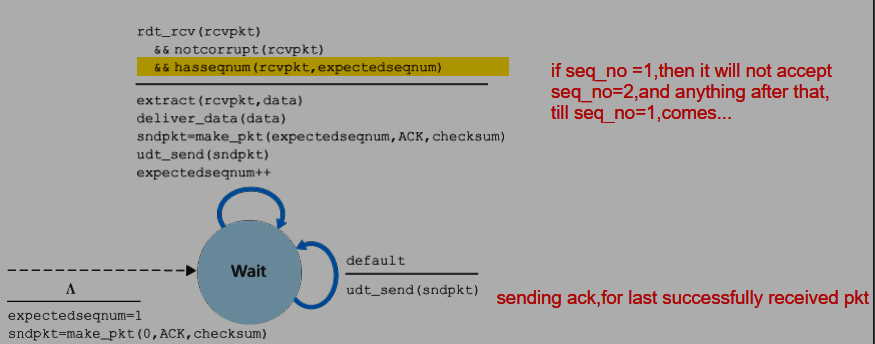 rdt_rcv(rcvpkt)
&& notcorrupt(rcvpkt)
&& hasseqnum(rcvpkt,expectedseqnum)
extract(rcvpkt,data)
deliver_data(data)
sndpkt=make_pkt(expectedseqnum,ACK,checksum)
udt_send(sndpkt)
expectedseqnum++
if seq_no =1,then it will not accept
seq_no=2,and anything after that,
till seq_no=1,comes...
Wait
default
udt_send(sndpkt)
sending ack,for last successfully received pkt
Λ
expectedseqnum=1
sndpkt=make_pkt(0,ACK,checksum)